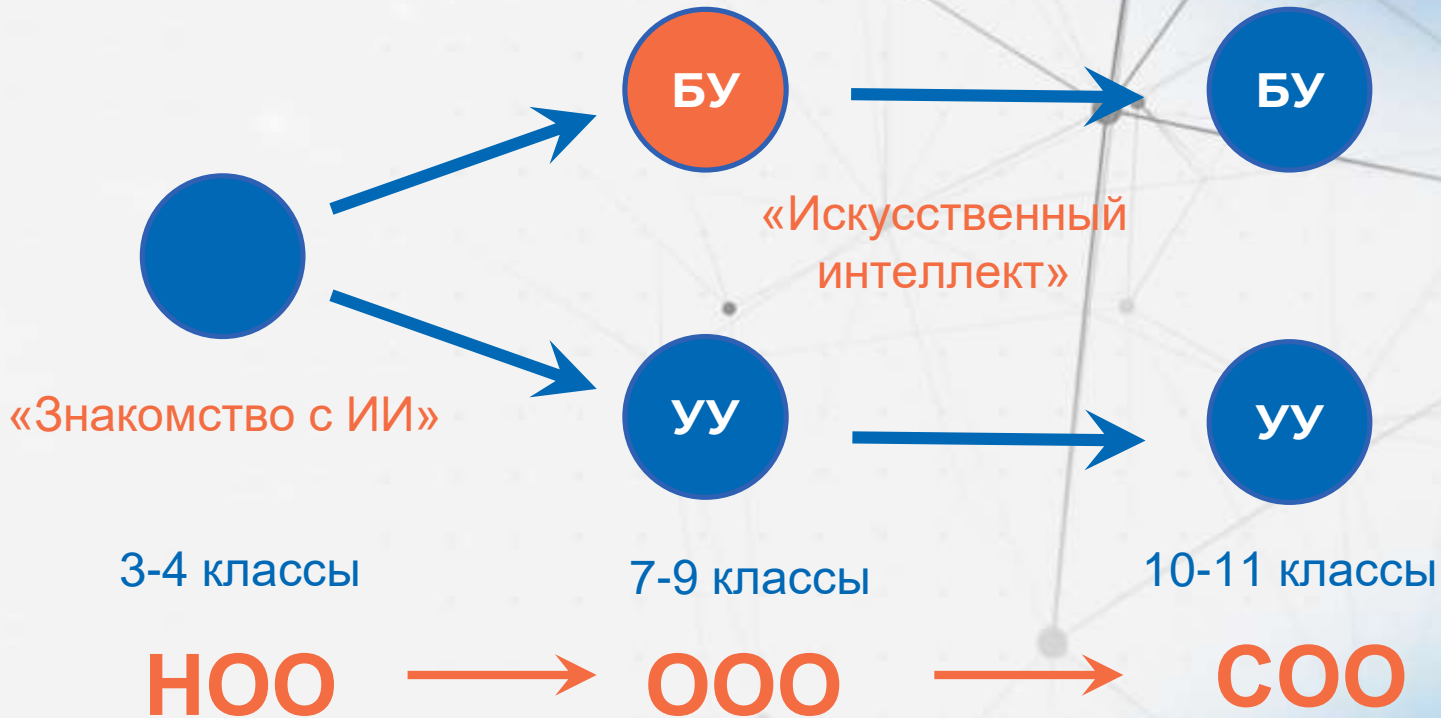 БУ
БУ
«Искусственный
интеллект»
«Знакомство с ИИ»
УУ
УУ
3-4 классы
7-9 классы
10-11 классы
НОО
ООО
СОО